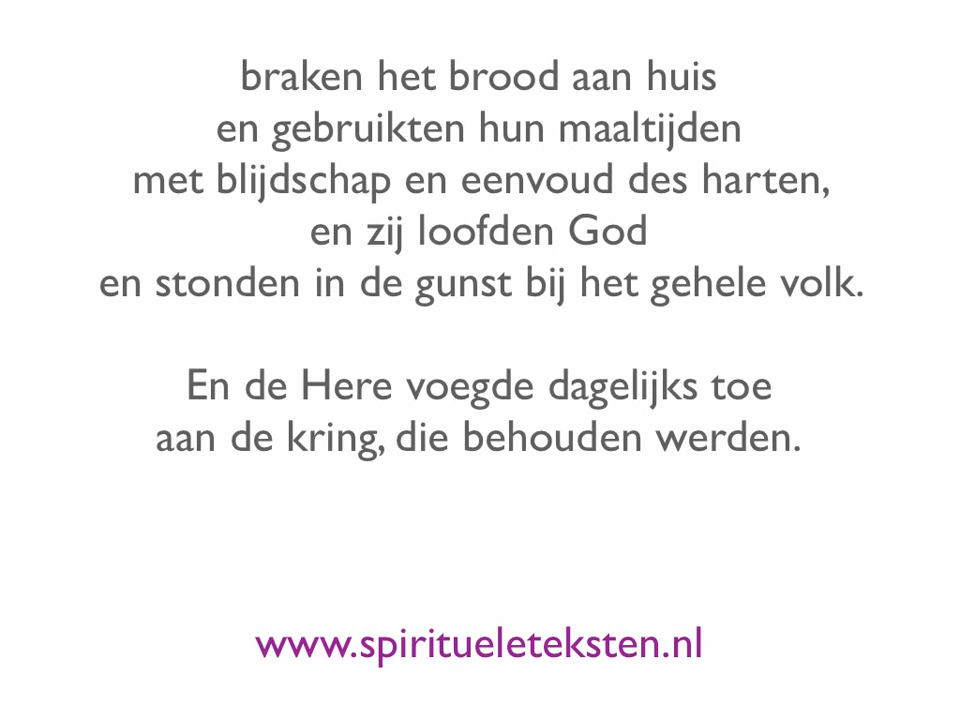 braken het brood aan huis
en gebruikten hun maaltijden
met blijdschap en eenvoud des harten,
en zij loofden God
en stonden in de gunst bij het gehele volk.
En de Here voegde dagelijks toe
aan de kring, die behouden werden.
www.spiritueleteksten.nl